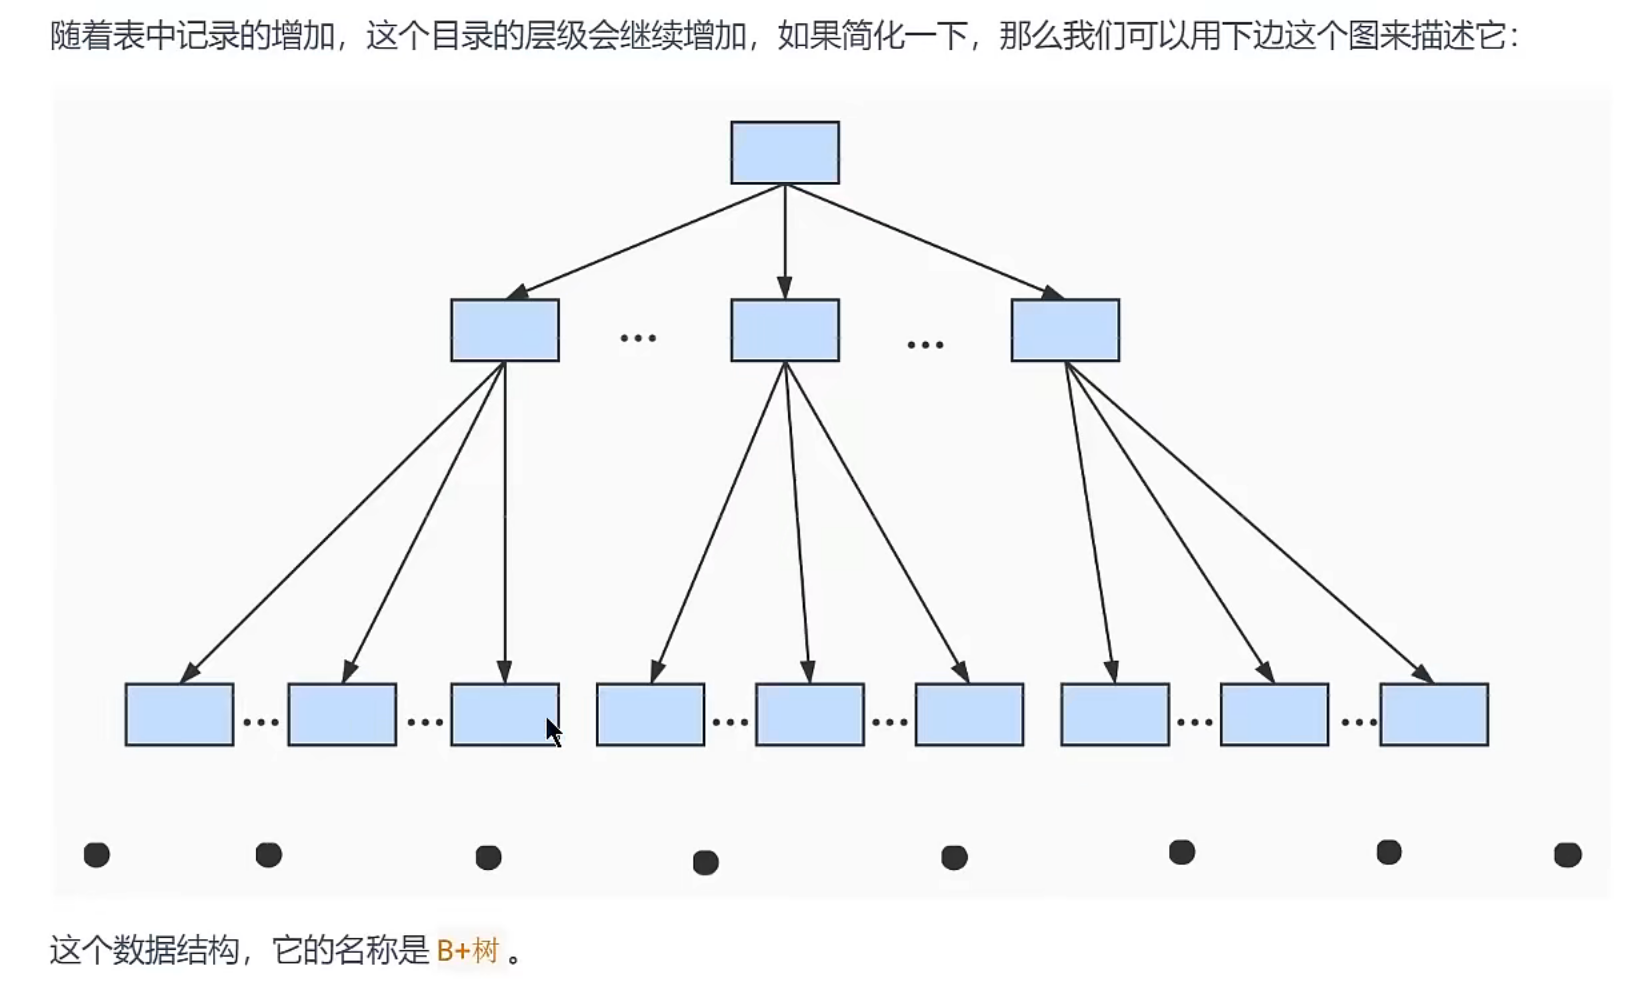 随着表中记录的增加，这个目录的层级会继续增加，如果简化一下，那么我们可以用下边这个图来描述它：
...
...
... ... ... ... ... ...
这个数据结构，它的名称是 B+树 。